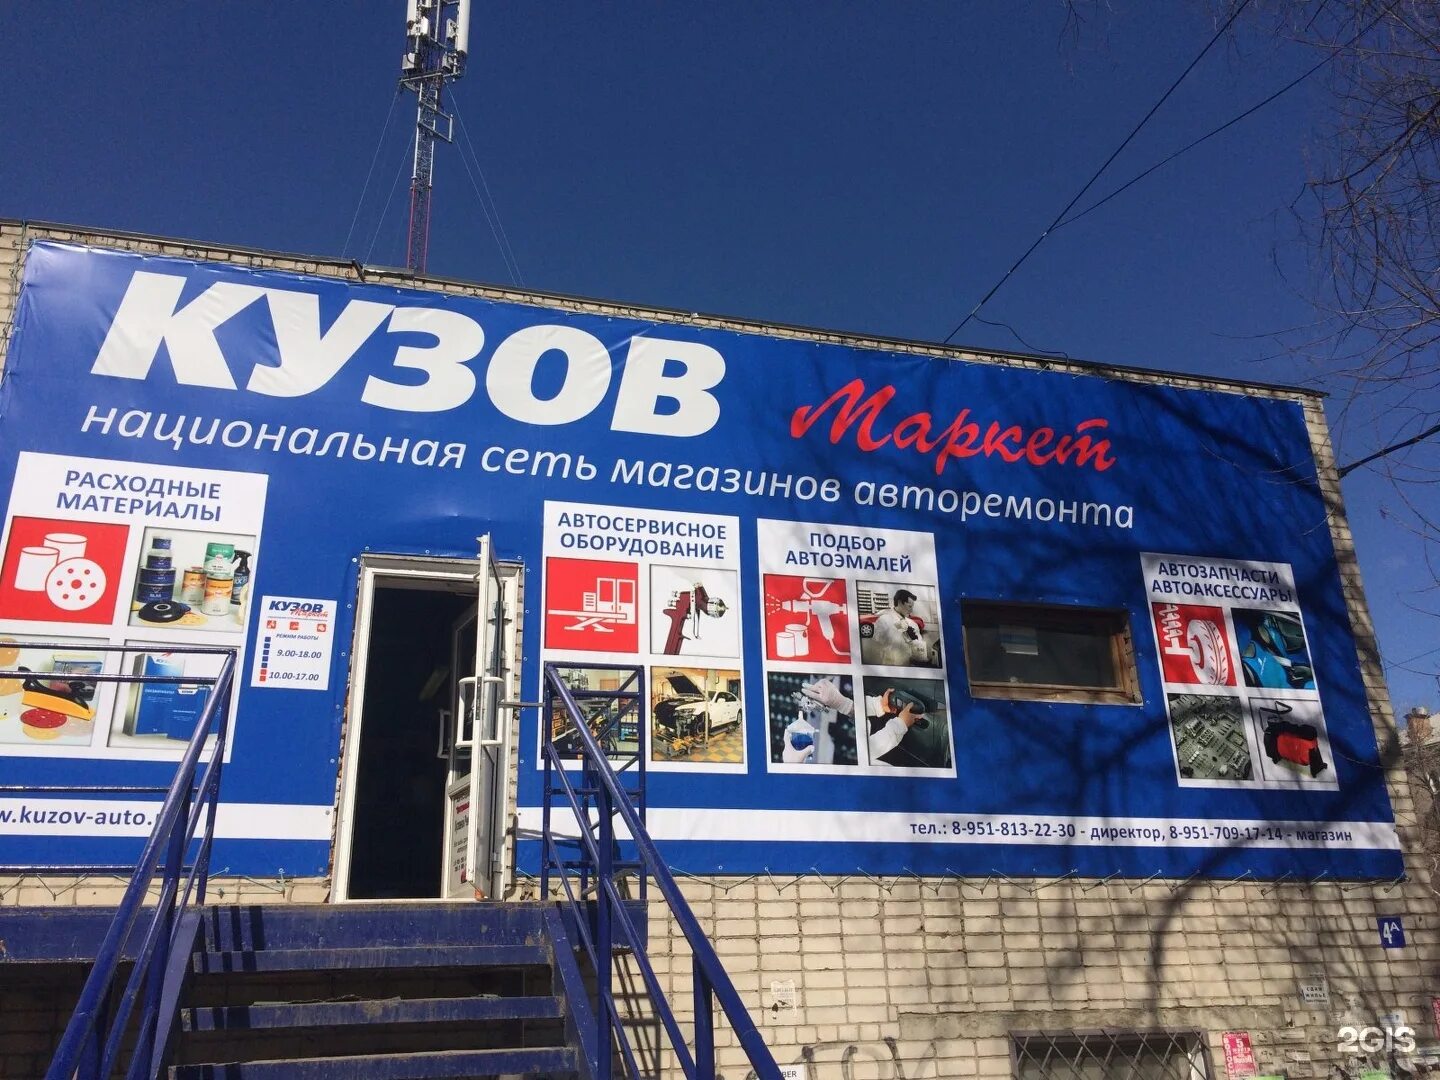 КУЗОВ Маркет
национальная сеть магазинов авторемонта
РАСХОДНЫЕ
МАТЕРИАЛЫ
АВТОСЕРВИСНОЕ
ОБОРУДОВАНИЕ
ПОДБОР
АВТОЭМАЛЕЙ
АВТОЗАПЧАСТИ
АВТОАКСЕССУАРЫ
КУЗОВ
Маркет
РЕЖИМ РАБОТЫ
9.00-18.00
10.00-17.00
w.kuzov-auto.
тел.: 8-951-813-22-30 - директор, 8-951-709-17-14 - магазин
4А
2GIS